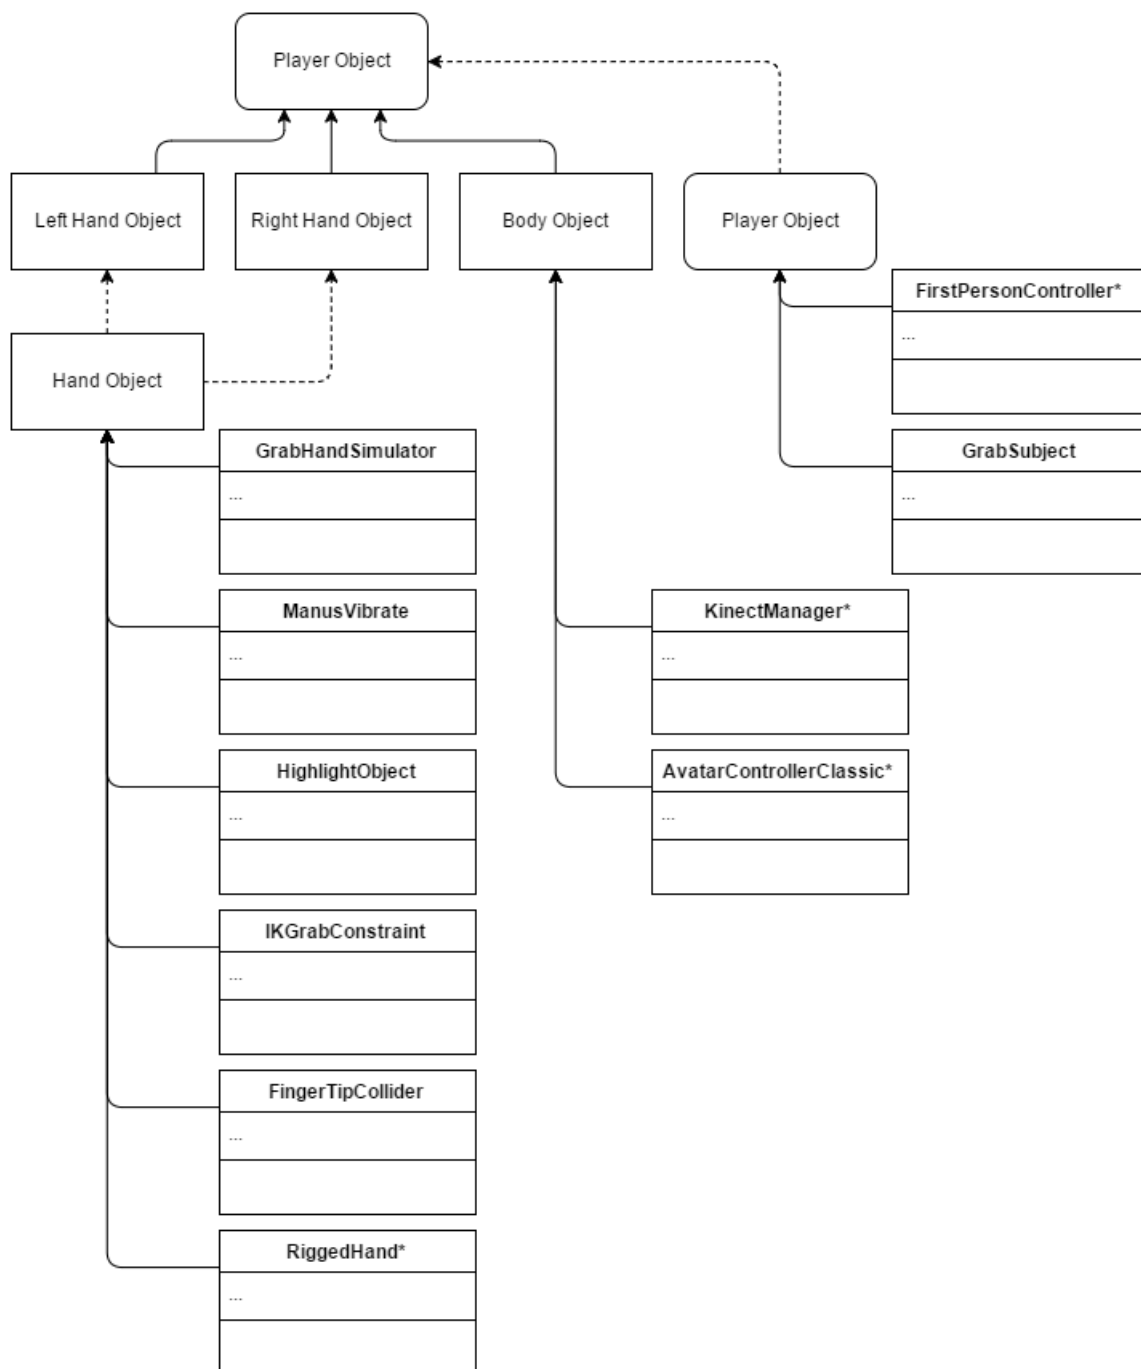 Player Object
Left Hand Object
Right Hand Object
Body Object
Player Object
FirstPersonController*
...
Hand Object
GrabHandSimulator
...
GrabSubject
...
ManusVibrate
...
KinectManager*
...
HighlightObject
...
AvatarControllerClassic*
...
IKGrabConstraint
...
FingerTipCollider
...
RiggedHand*
...